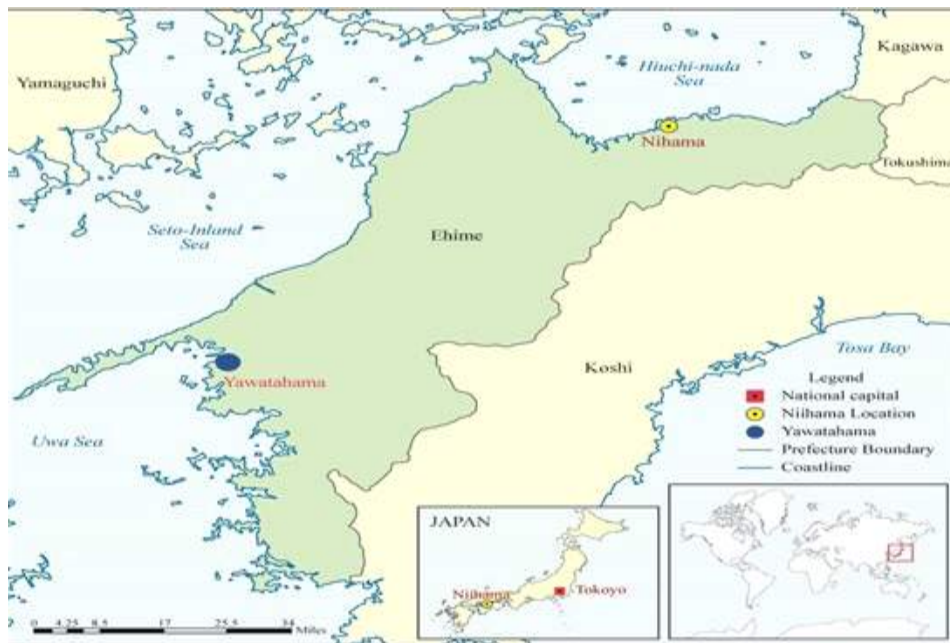 Kagawa
Hiuchi-nada
Sea
Yamaguchi
Nihama
Tokushima
Seto-Inland
Sea
Ehime
Tosa Bay
Koshi
Yawatahama
Uwa Sea
Legend
National capital
Niihama Location
Yawatahama
Prefecture Boundary
Coastline
JAPAN
Niihama
Tokoyo
0 4.25 8.5 17 25.5 34
Miles